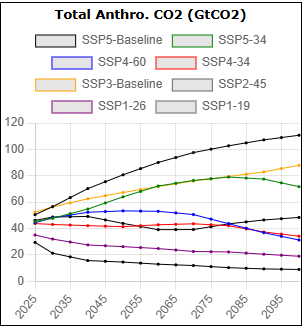 Total Anthro. CO2 (GtCO2)
SSP5-Baseline SSP5-34
SSP4-60 SSP4-34
SSP3-Baseline SSP2-45
SSP1-26 SSP1-19
120
100
80
60
40
20
0
2025 2035 2045 2055 2065 2075 2085 2095